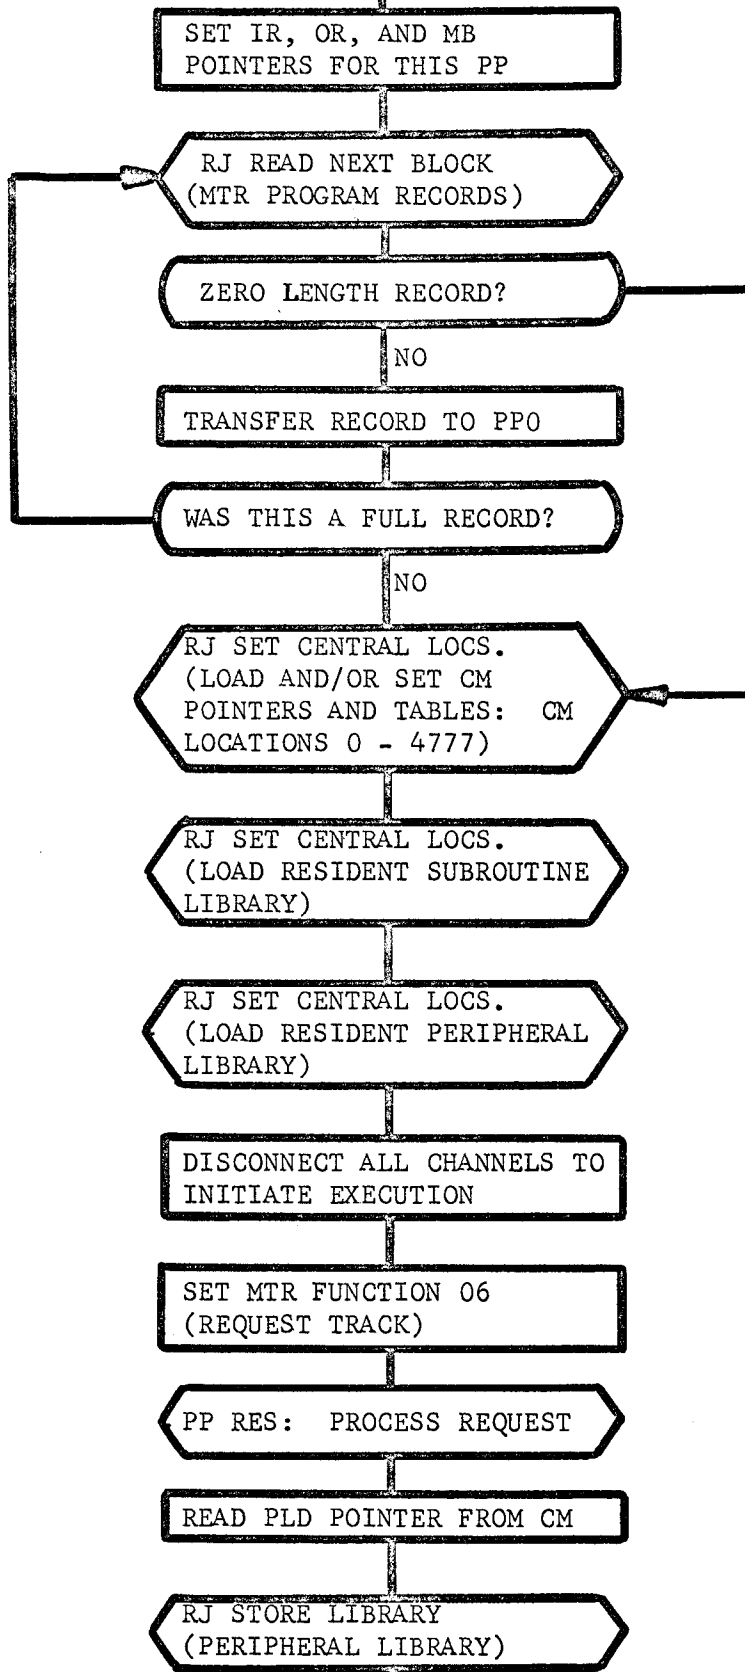 SET IR, OR, AND MB
POINTERS FOR THIS PP
RJ READ NEXT BLOCK
(MTR PROGRAM RECORDS)
ZERO LENGTH RECORD?
NO
TRANSFER RECORD TO PPO
WAS THIS A FULL RECORD?
NO
RJ SET CENTRAL LOCS.
(LOAD AND/OR SET CM
POINTERS AND TABLES: CM
LOCATIONS 0 - 4777)
RJ SET CENTRAL LOCS.
(LOAD RESIDENT SUBROUTINE
LIBRARY)
RJ SET CENTRAL LOCS.
(LOAD RESIDENT PERIPHERAL
LIBRARY)
DISCONNECT ALL CHANNELS TO
INITIATE EXECUTION
SET MTR FUNCTION 06
(REQUEST TRACK)
PP RES: PROCESS REQUEST
READ PLD POINTER FROM CM
RJ STORE LIBRARY
(PERIPHERAL LIBRARY)